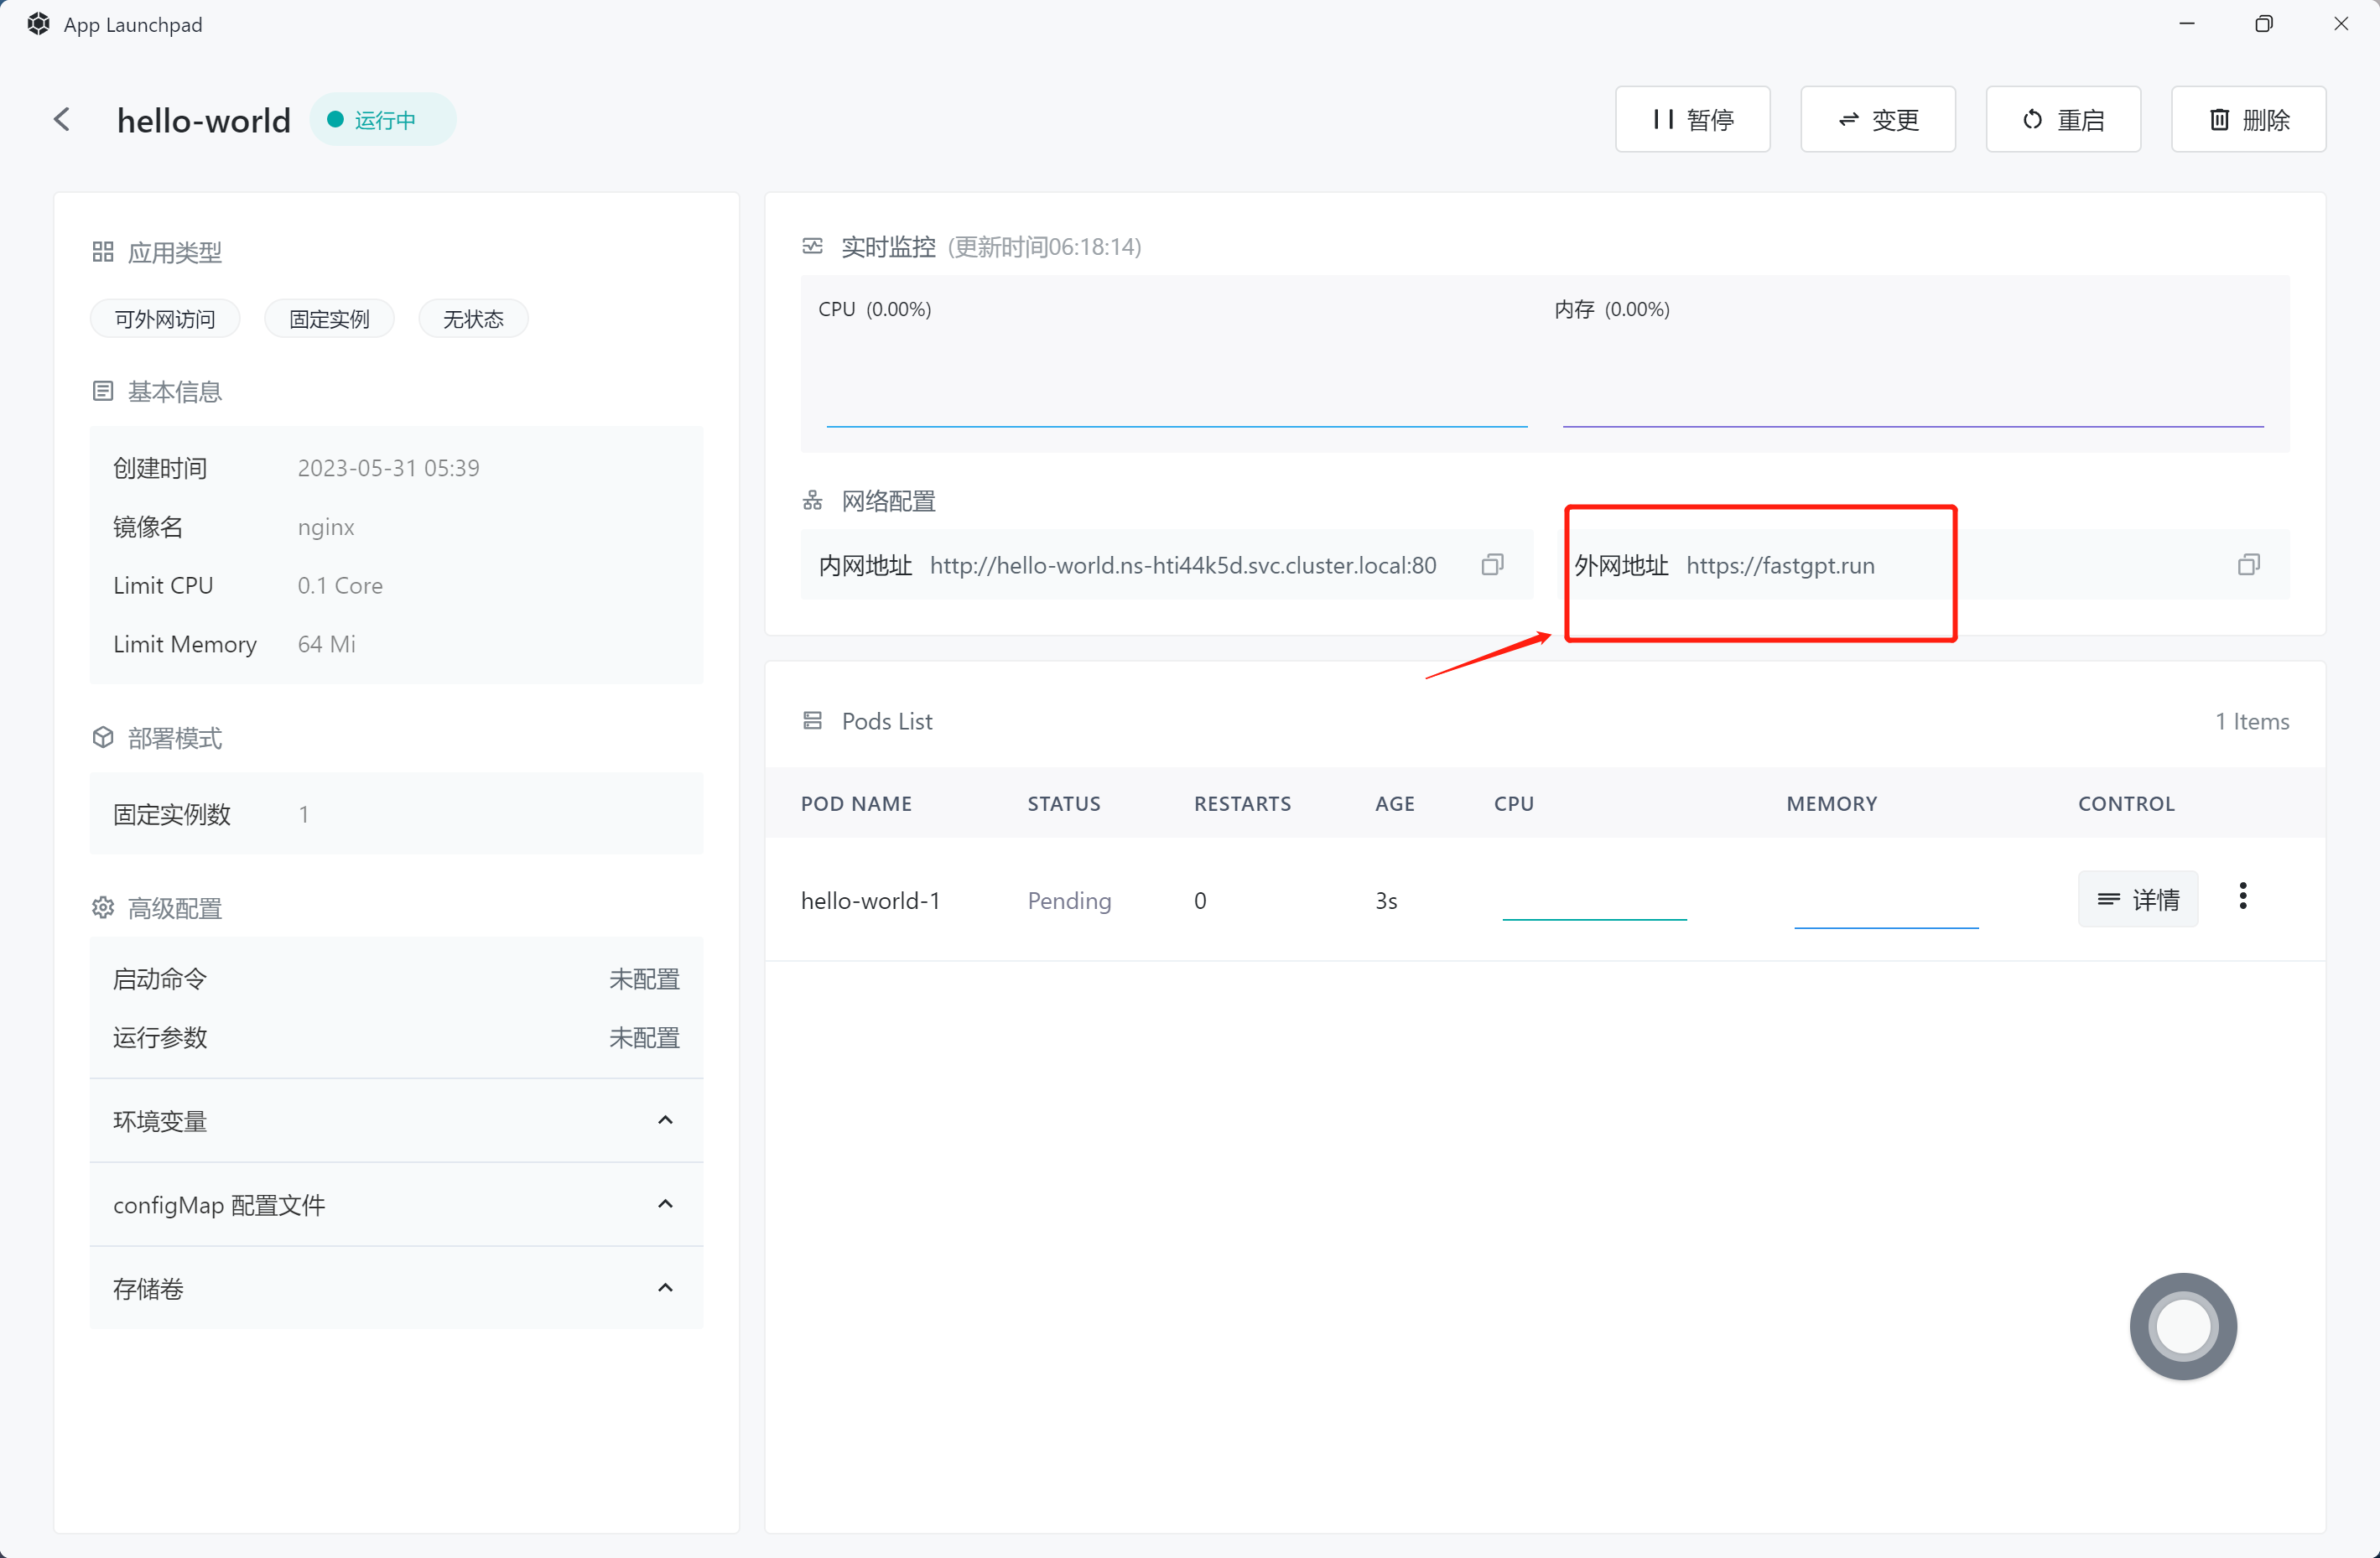 App Launchpad
hello-world 运行中
暂停 变更 重启 删除
应用类型
可外网访问 固定实例 无状态
基本信息
创建时间 2023-05-31 05:39
镜像名 nginx
Limit CPU 0.1 Core
Limit Memory 64 Mi
部署模式
固定实例数 1
高级配置
启动命令 未配置
运行参数 未配置
环境变量
configMap 配置文件
存储卷
实时监控 (更新时间06:18:14)
CPU (0.00%) 内存 (0.00%)
网络配置
内网地址 http://hello-world.ns-hti44k5d.svc.cluster.local:80 外网地址 https://fastgpt.run
Pods List 1 Items
POD NAME STATUS RESTARTS AGE CPU MEMORY CONTROL
hello-world-1 Pending 0 3s 详情